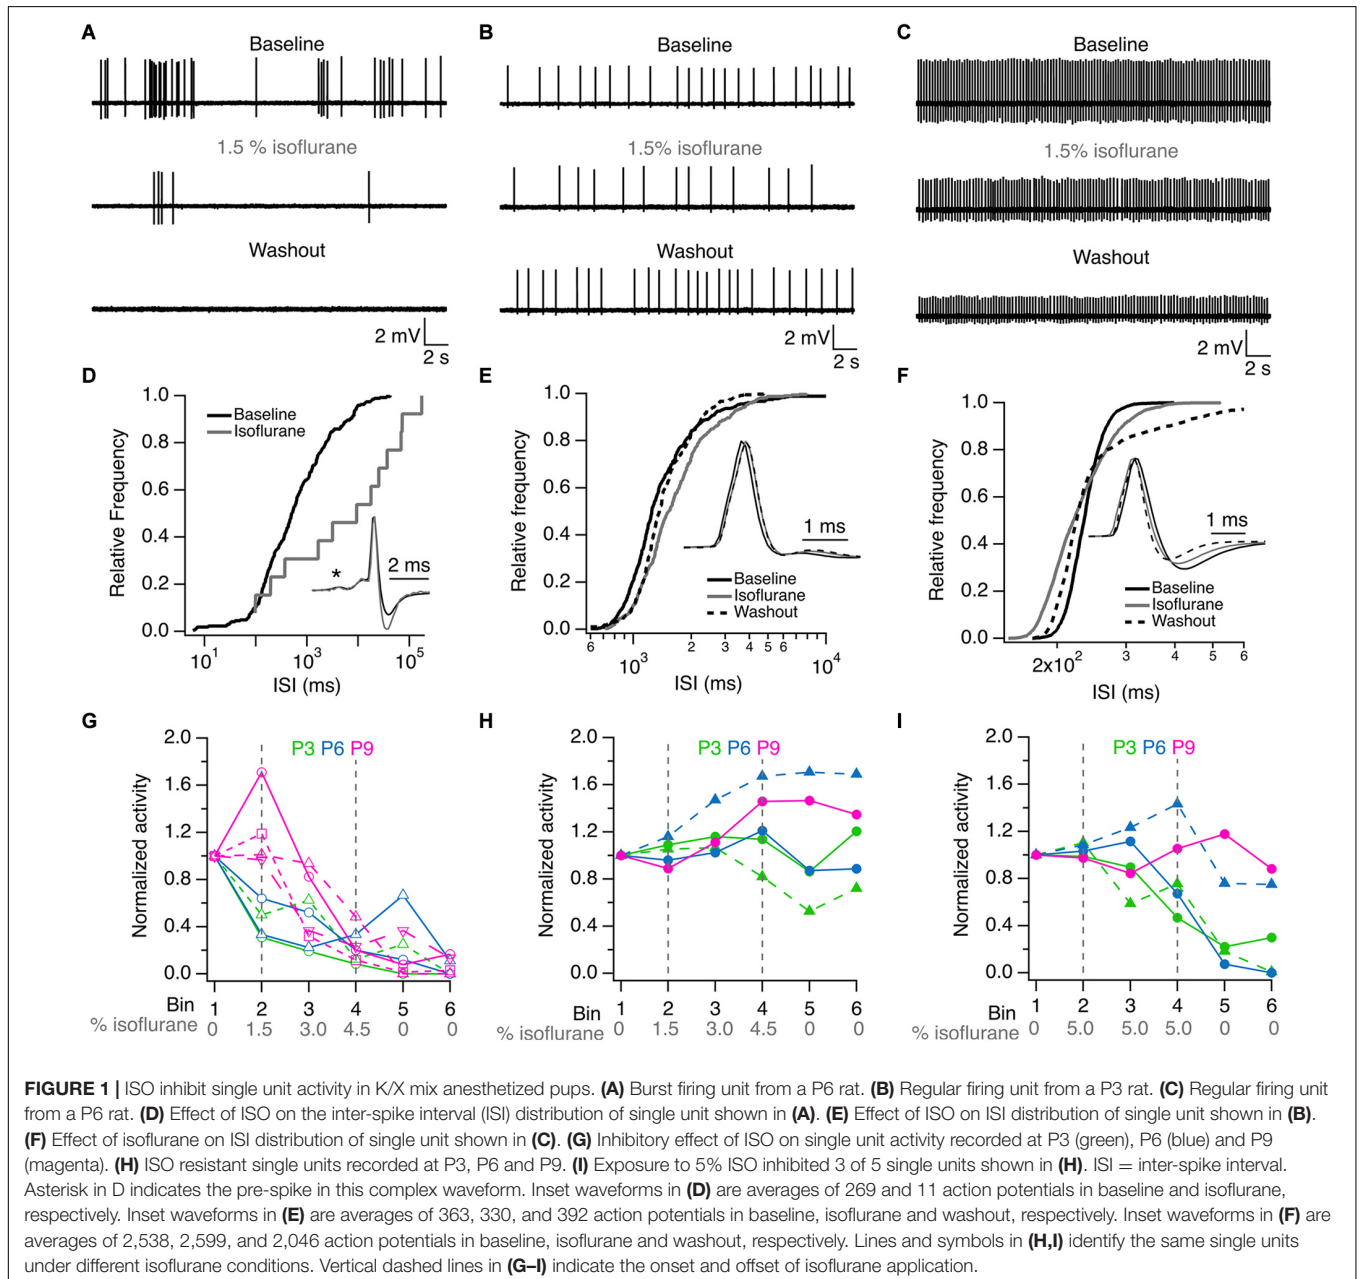 A
Baseline
1.5 % isoflurane
Washout
2 mV
2 s
B
Baseline
1.5% isoflurane
Washout
2 mV
2 s
C
Baseline
1.5% isoflurane
Washout
2 mV
2 s
D
Relative Frequency
1.0
0.8
0.6
0.4
0.2
0.0
Baseline
Isoflurane
*
2 ms
10^1
10^3
10^5
ISI (ms)
E
Relative frequency
1.0
0.8
0.6
0.4
0.2
0.0
1 ms
Baseline
Isoflurane
Washout
6 8 2 3 4 5 6
10^3 10^4
ISI (ms)
F
Relative frequency
1.0
0.8
0.6
0.4
0.2
0.0
1 ms
Baseline
Isoflurane
Washout
2x10^2 3 4 5 6
ISI (ms)
G
Normalized activity
2.0
1.6
1.2
0.8
0.4
0.0
P3 P6 P9
Bin 1 2 3 4 5 6
% isoflurane 0 1.5 3.0 4.5 0 0
H
Normalized activity
2.0
1.6
1.2
0.8
0.4
0.0
P3 P6 P9
Bin 1 2 3 4 5 6
% isoflurane 0 1.5 3.0 4.5 0 0
I
Normalized activity
2.0
1.6
1.2
0.8
0.4
0.0
P3 P6 P9
Bin 1 2 3 4 5 6
% isoflurane 0 5.0 5.0 5.0 0 0
FIGURE 1 | ISO inhibit single unit activity in K/X mix anesthetized pups. (A) Burst firing unit from a P6 rat. (B) Regular firing unit from a P3 rat. (C) Regular firing unit
from a P6 rat. (D) Effect of ISO on the inter-spike interval (ISI) distribution of single unit shown in (A). (E) Effect of ISO on ISI distribution of single unit shown in (B).
(F) Effect of isoflurane on ISI distribution of single unit shown in (C). (G) Inhibitory effect of ISO on single unit activity recorded at P3 (green), P6 (blue) and P9
(magenta). (H) ISO resistant single units recorded at P3, P6 and P9. (I) Exposure to 5% ISO inhibited 3 of 5 single units shown in (H). ISI = inter-spike interval.
Asterisk in D indicates the pre-spike in this complex waveform. Inset waveforms in (D) are averages of 269 and 11 action potentials in baseline and isoflurane,
respectively. Inset waveforms in (E) are averages of 363, 330, and 392 action potentials in baseline, isoflurane and washout, respectively. Inset waveforms in (F) are
averages of 2,538, 2,599, and 2,046 action potentials in baseline, isoflurane and washout, respectively. Lines and symbols in (H,I) identify the same single units
under different isoflurane conditions. Vertical dashed lines in (G–I) indicate the onset and offset of isoflurane application.